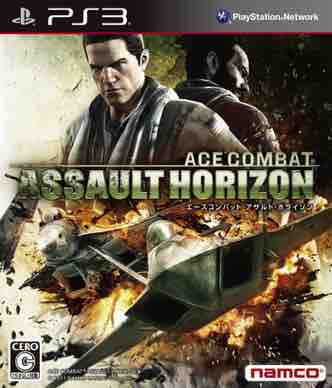 PS3
PlayStation®Network
ACE COMBAT
ASSAULT HORIZON
エースコンバット アサルト・ホライゾン
CERO
C
namco